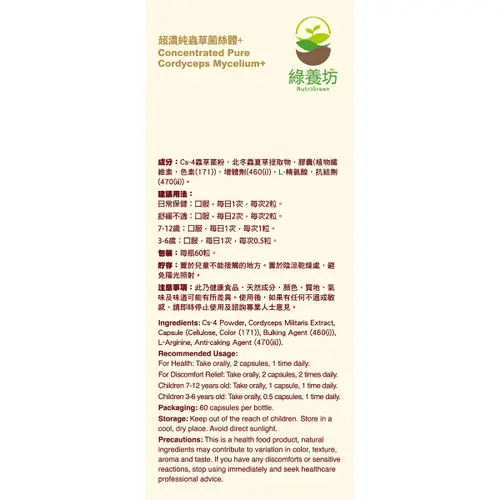 超濃純蟲草菌絲體+
Concentrated Pure
Cordyceps Mycelium+
綠養坊
NutriGreen
成分：Cs-4蟲草菌粉，北冬蟲夏草提取物，膠囊(植物纖
維素，色素(171))，增體劑(460(i))，L-精氨酸，抗結劑
(470(iii))。
建議用法：
日常保健：口服，每日1次，每次2粒。
舒緩不適：口服，每日2次，每次2粒。
7-12歲：口服，每日1次，每次1粒。
3-6歲：口服，每日1次，每次0.5粒。
包裝：每瓶60粒。
貯存：置於兒童不能接觸的地方。置於陰涼乾燥處，避
免陽光照射。
注意事項：此乃健康食品，天然成分，顏色、質地、氣
味及味道可能有所差異。使用後，如果有任何不適或敏
感，請即時停止使用及諮詢專業人士意見。
Ingredients: Cs-4 Powder, Cordyceps Militaris Extract,
Capsule (Cellulose, Color (171)), Bulking Agent (460(i)),
L-Arginine, Anti-caking Agent (470(iii)).
Recommended Usage:
For Health: Take orally, 2 capsules, 1 time daily.
For Discomfort Relief: Take orally, 2 capsules, 2 times daily.
Children 7-12 years old: Take orally, 1 capsule, 1 time daily.
Children 3-6 years old: Take orally, 0.5 capsules, 1 time daily.
Packaging: 60 capsules per bottle.
Storage: Keep out of the reach of children. Store in a
cool, dry place. Avoid direct sunlight.
Precautions: This is a health food product, natural
ingredients may contribute to variation in color, texture,
aroma and taste. If you have any discomforts or sensitive
reactions, stop using immediately and seek healthcare
professional advice.